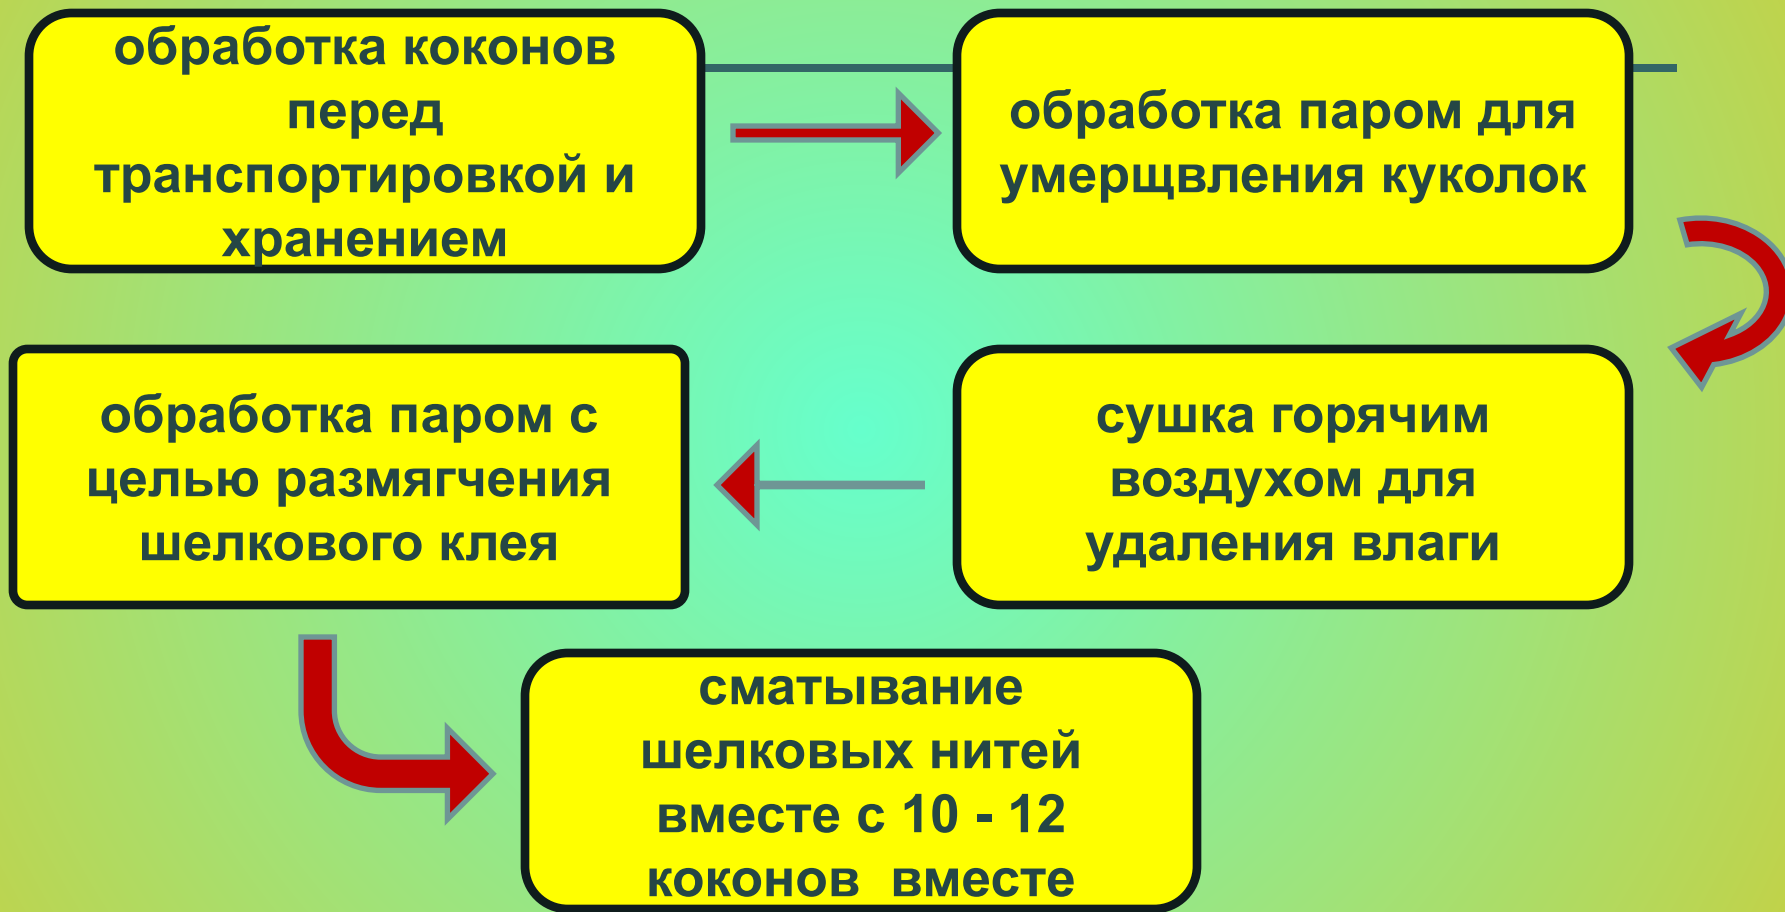 обработка коконов
перед
транспортировкой и
хранением
обработка паром для
умерщвления куколок
сушка горячим
воздухом для
удаления влаги
обработка паром с
целью размягчения
шелкового клея
сматывание
шелковых нитей
вместе с 10 - 12
коконов вместе